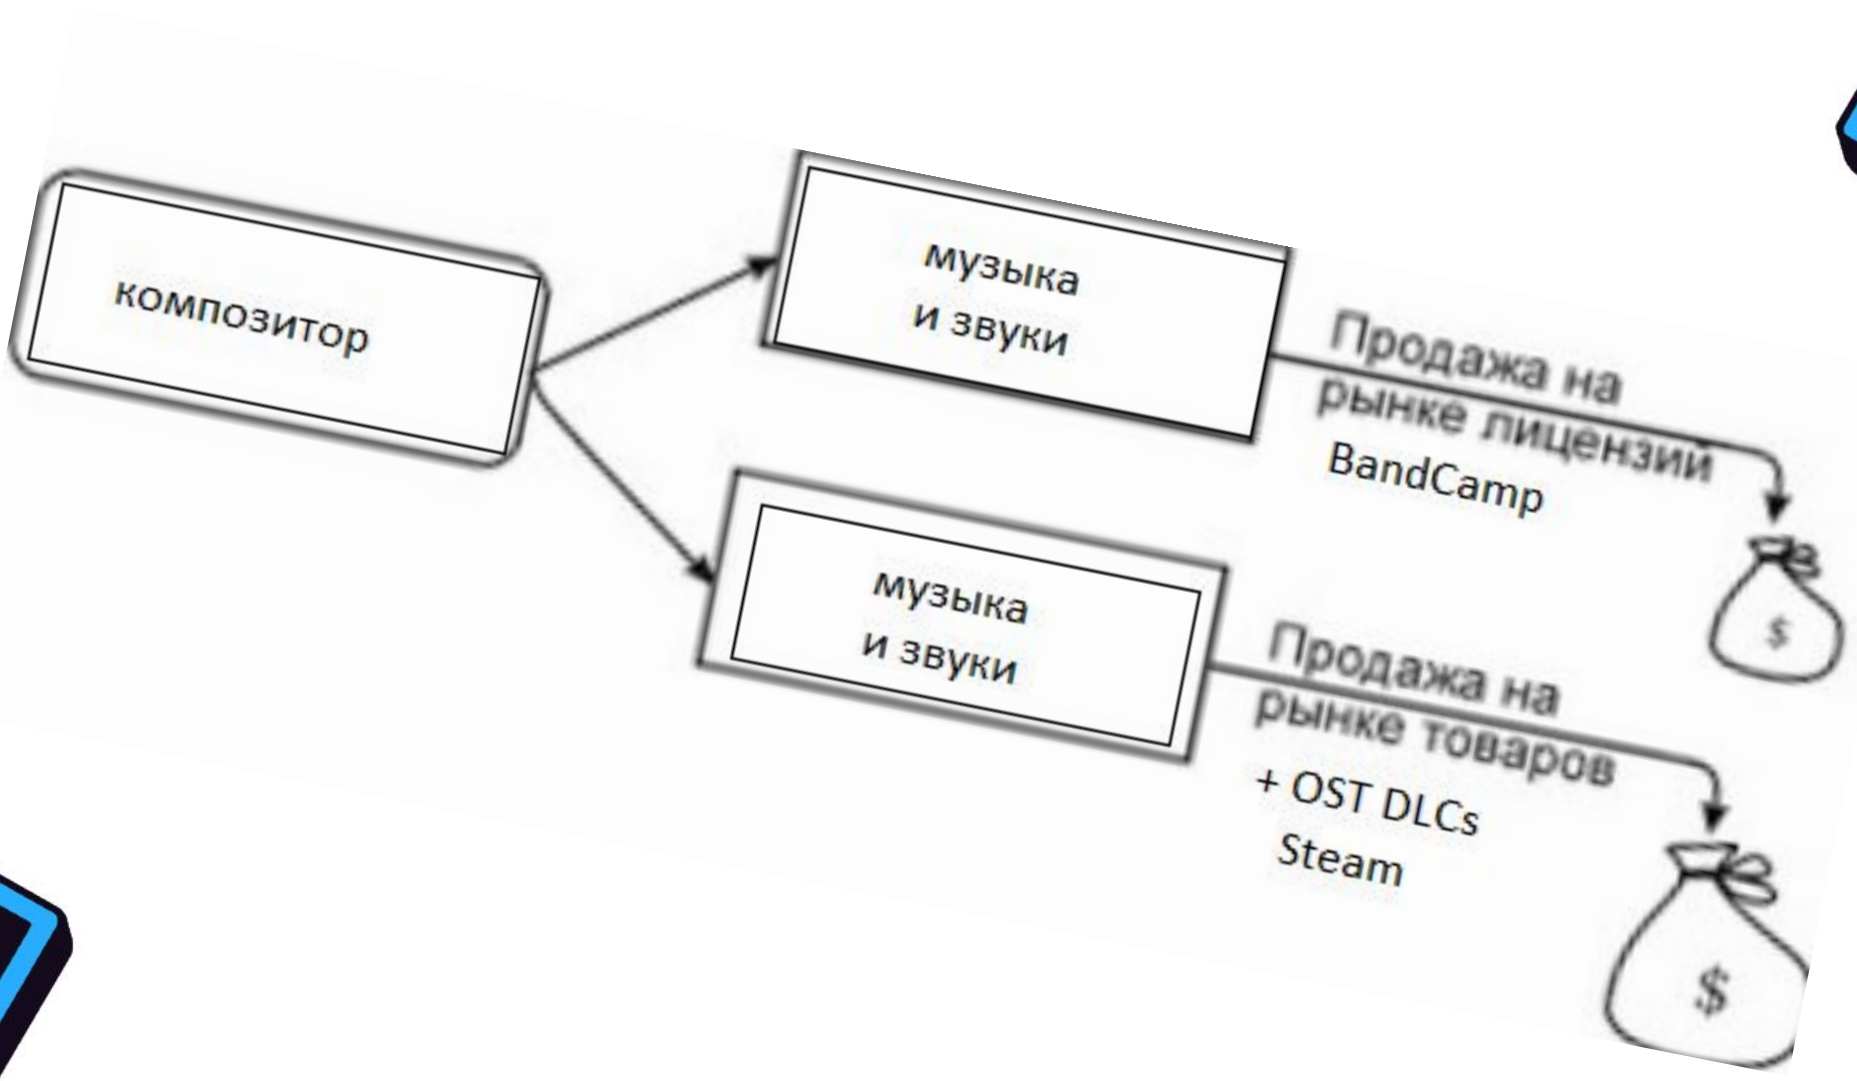 композитор
музыка
и звуки
Продажа на
рынке лицензий
BandCamp
$
музыка
и звуки
Продажа на
рынке товаров
+ OST DLCs
Steam
$